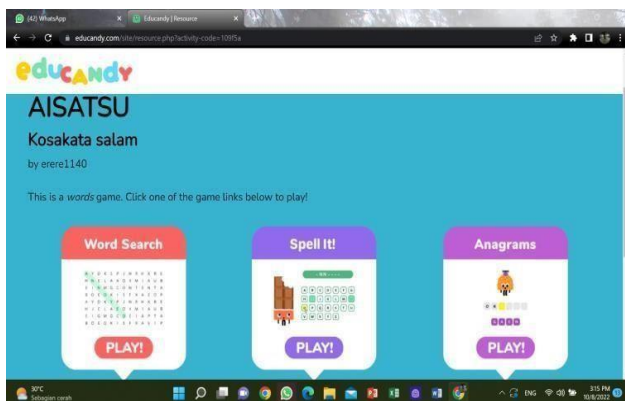 (42) WhatsApp
Educandy | Resource
educandy.com/site/resource.php?activity-code=109f5a
eduCANDY
AISATSU
Kosakata salam
by erere1140
This is a words game. Click one of the game links below to play!
Word Search
Spell It!
Anagrams
PLAY!
PLAY!
PLAY!
30°C
Sebagian cerah
ENG
3:15 PM
10/8/2022